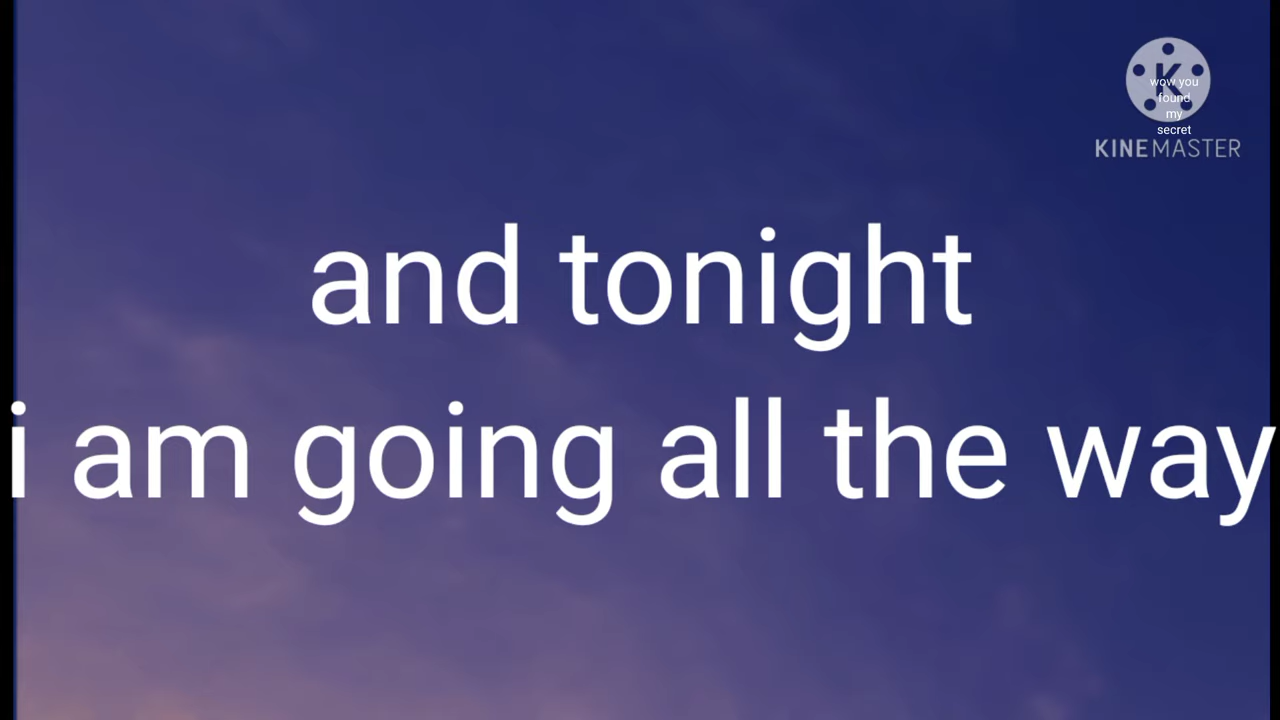 K
wow you
found
my
secret
KINEMASTER
and tonight
i am going all the way